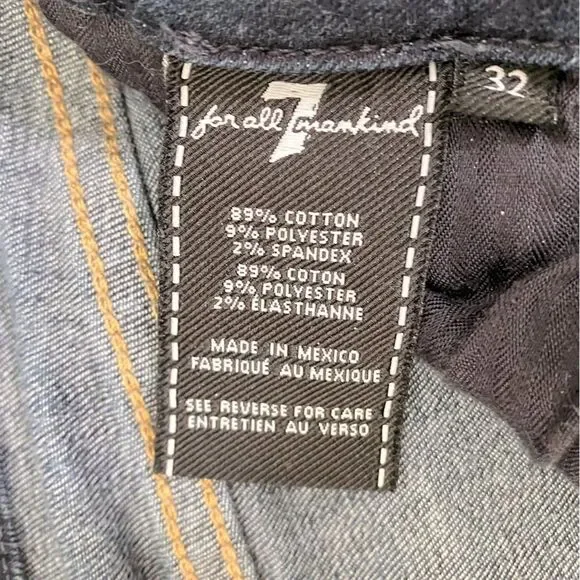 7
for all mankind
32
89% COTTON
9% POLYESTER
2% SPANDEX
89% COTON
9% POLYESTER
2% ÉLASTHANNE
MADE IN MEXICO
FABRIQUÉ AU MEXIQUE
SEE REVERSE FOR CARE
ENTRETIEN AU VERSO